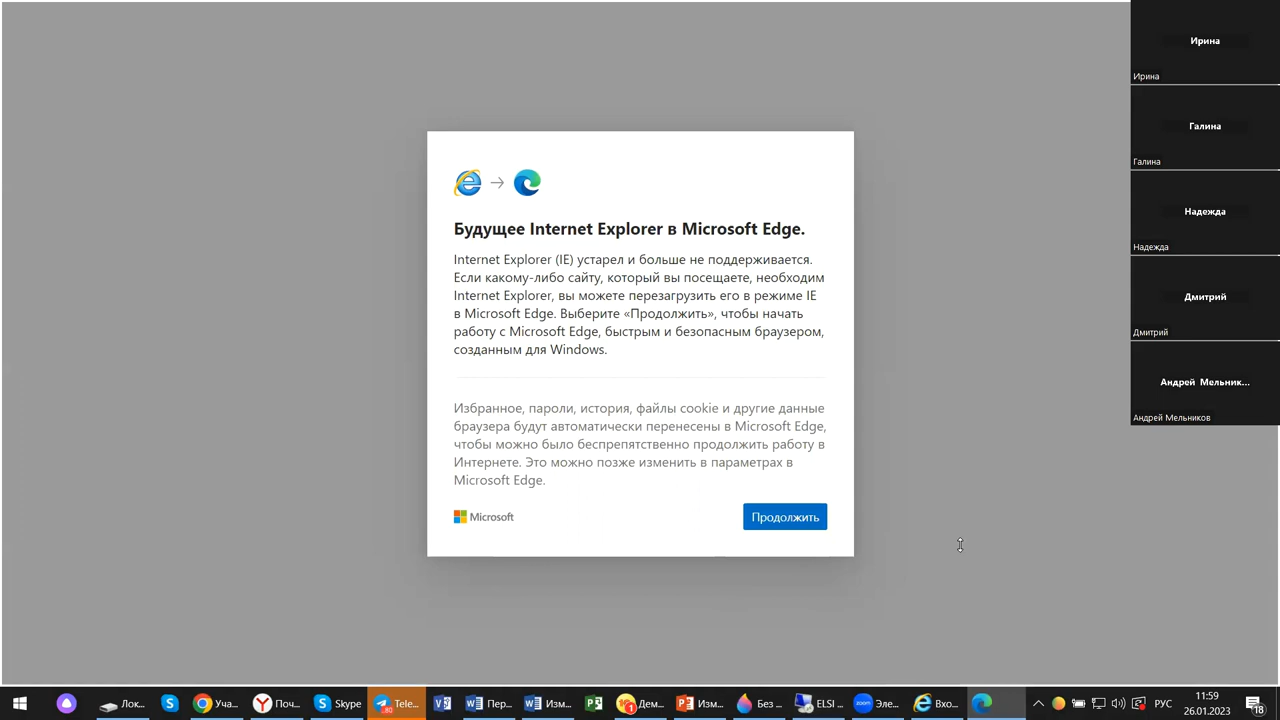 Будущее Internet Explorer в Microsoft Edge.
Internet Explorer (IE) устарел и больше не поддерживается.
Если какому-либо сайту, который вы посещаете, необходим
Internet Explorer, вы можете перезагрузить его в режиме IE
в Microsoft Edge. Выберите «Продолжить», чтобы начать
работу с Microsoft Edge, быстрым и безопасным браузером,
созданным для Windows.
Избранное, пароли, история, файлы cookie и другие данные
браузера будут автоматически перенесены в Microsoft Edge,
чтобы можно было беспрепятственно продолжить работу в
Интернете. Это можно позже изменить в параметрах в
Microsoft Edge.
Microsoft
Продолжить
Ирина
Ирина
Галина
Галина
Надежда
Надежда
Дмитрий
Дмитрий
Андрей Мельник...
Андрей Мельников
Лок... Уча... Поч... Skype Tele... 80 Пер... Изм... 1 Дем... Изм... Без ... ELSI ... zoom Эле... Вхо... РУС 11:59
26.01.2023 18